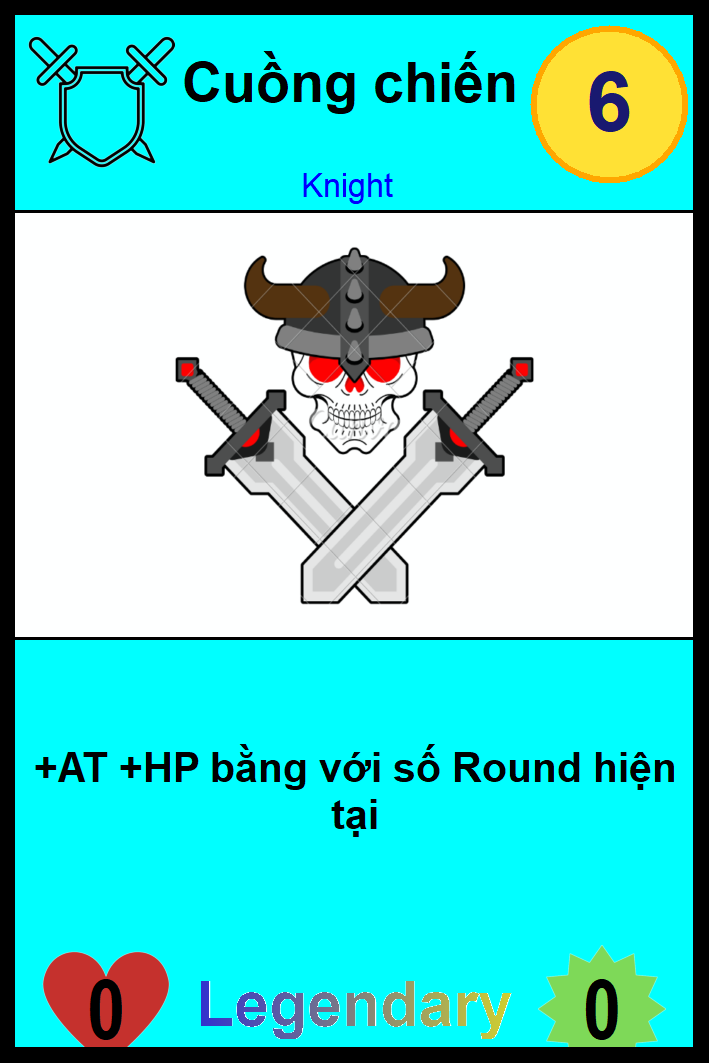 Cuồng chiến
6
Knight
+AT +HP bằng với số Round hiện
tại
0
Legendary
0